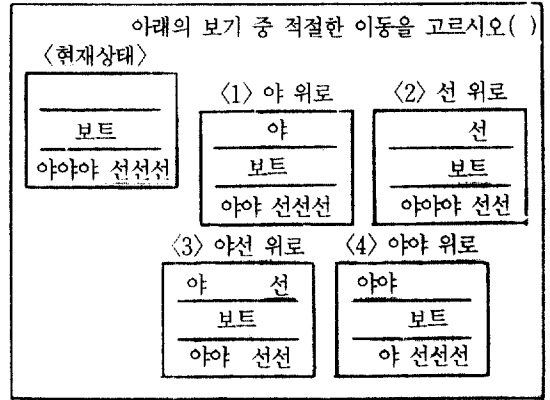 아래의 보기 중 적절한 이동을 고르시오( )
〈현재상태〉
보트
야야야 선선선
〈1〉 야 위로
야
보트
야야 선선선
〈2〉 선 위로
선
보트
야야야 선선
〈3〉 야선 위로
야 선
보트
야야 선선
〈4〉 야야 위로
야야
보트
야 선선선